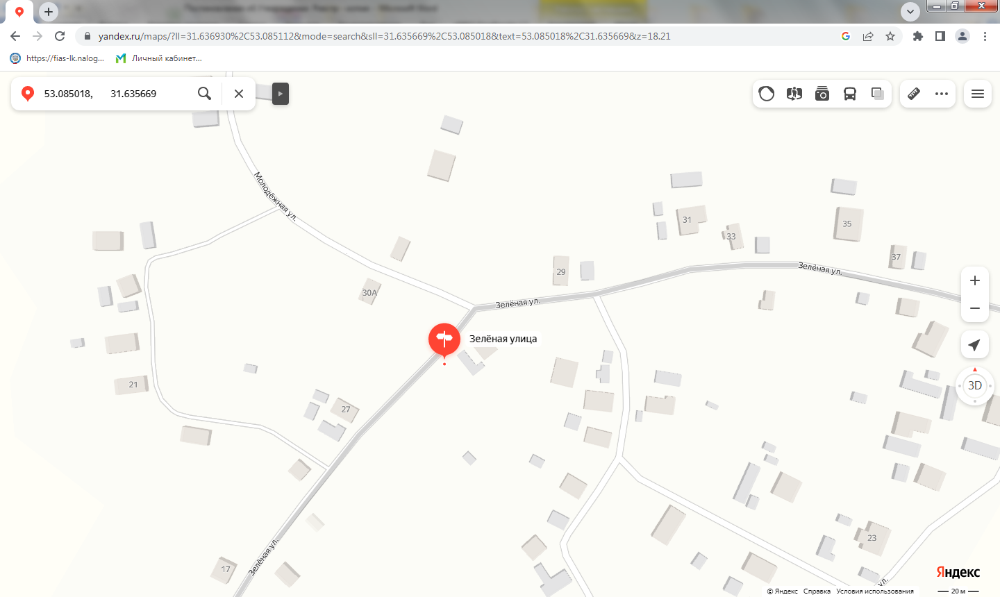 yandex.ru/maps/?ll=31.636930%2C53.085112&mode=search&sll=31.635669%2C53.085018&text=53.085018%2C31.635669&z=18.21
https://fias-lk.nalog...
Личный кабинет...
53.085018, 31.635669
Молодёжная ул.
31
33
35
37
29
30А
Зелёная ул.
Зелёная ул.
Зелёная улица
21
27
3D
17
Зелёная ул.
23
ул.
Яндекс
© Яндекс Справка Условия использования
20 м